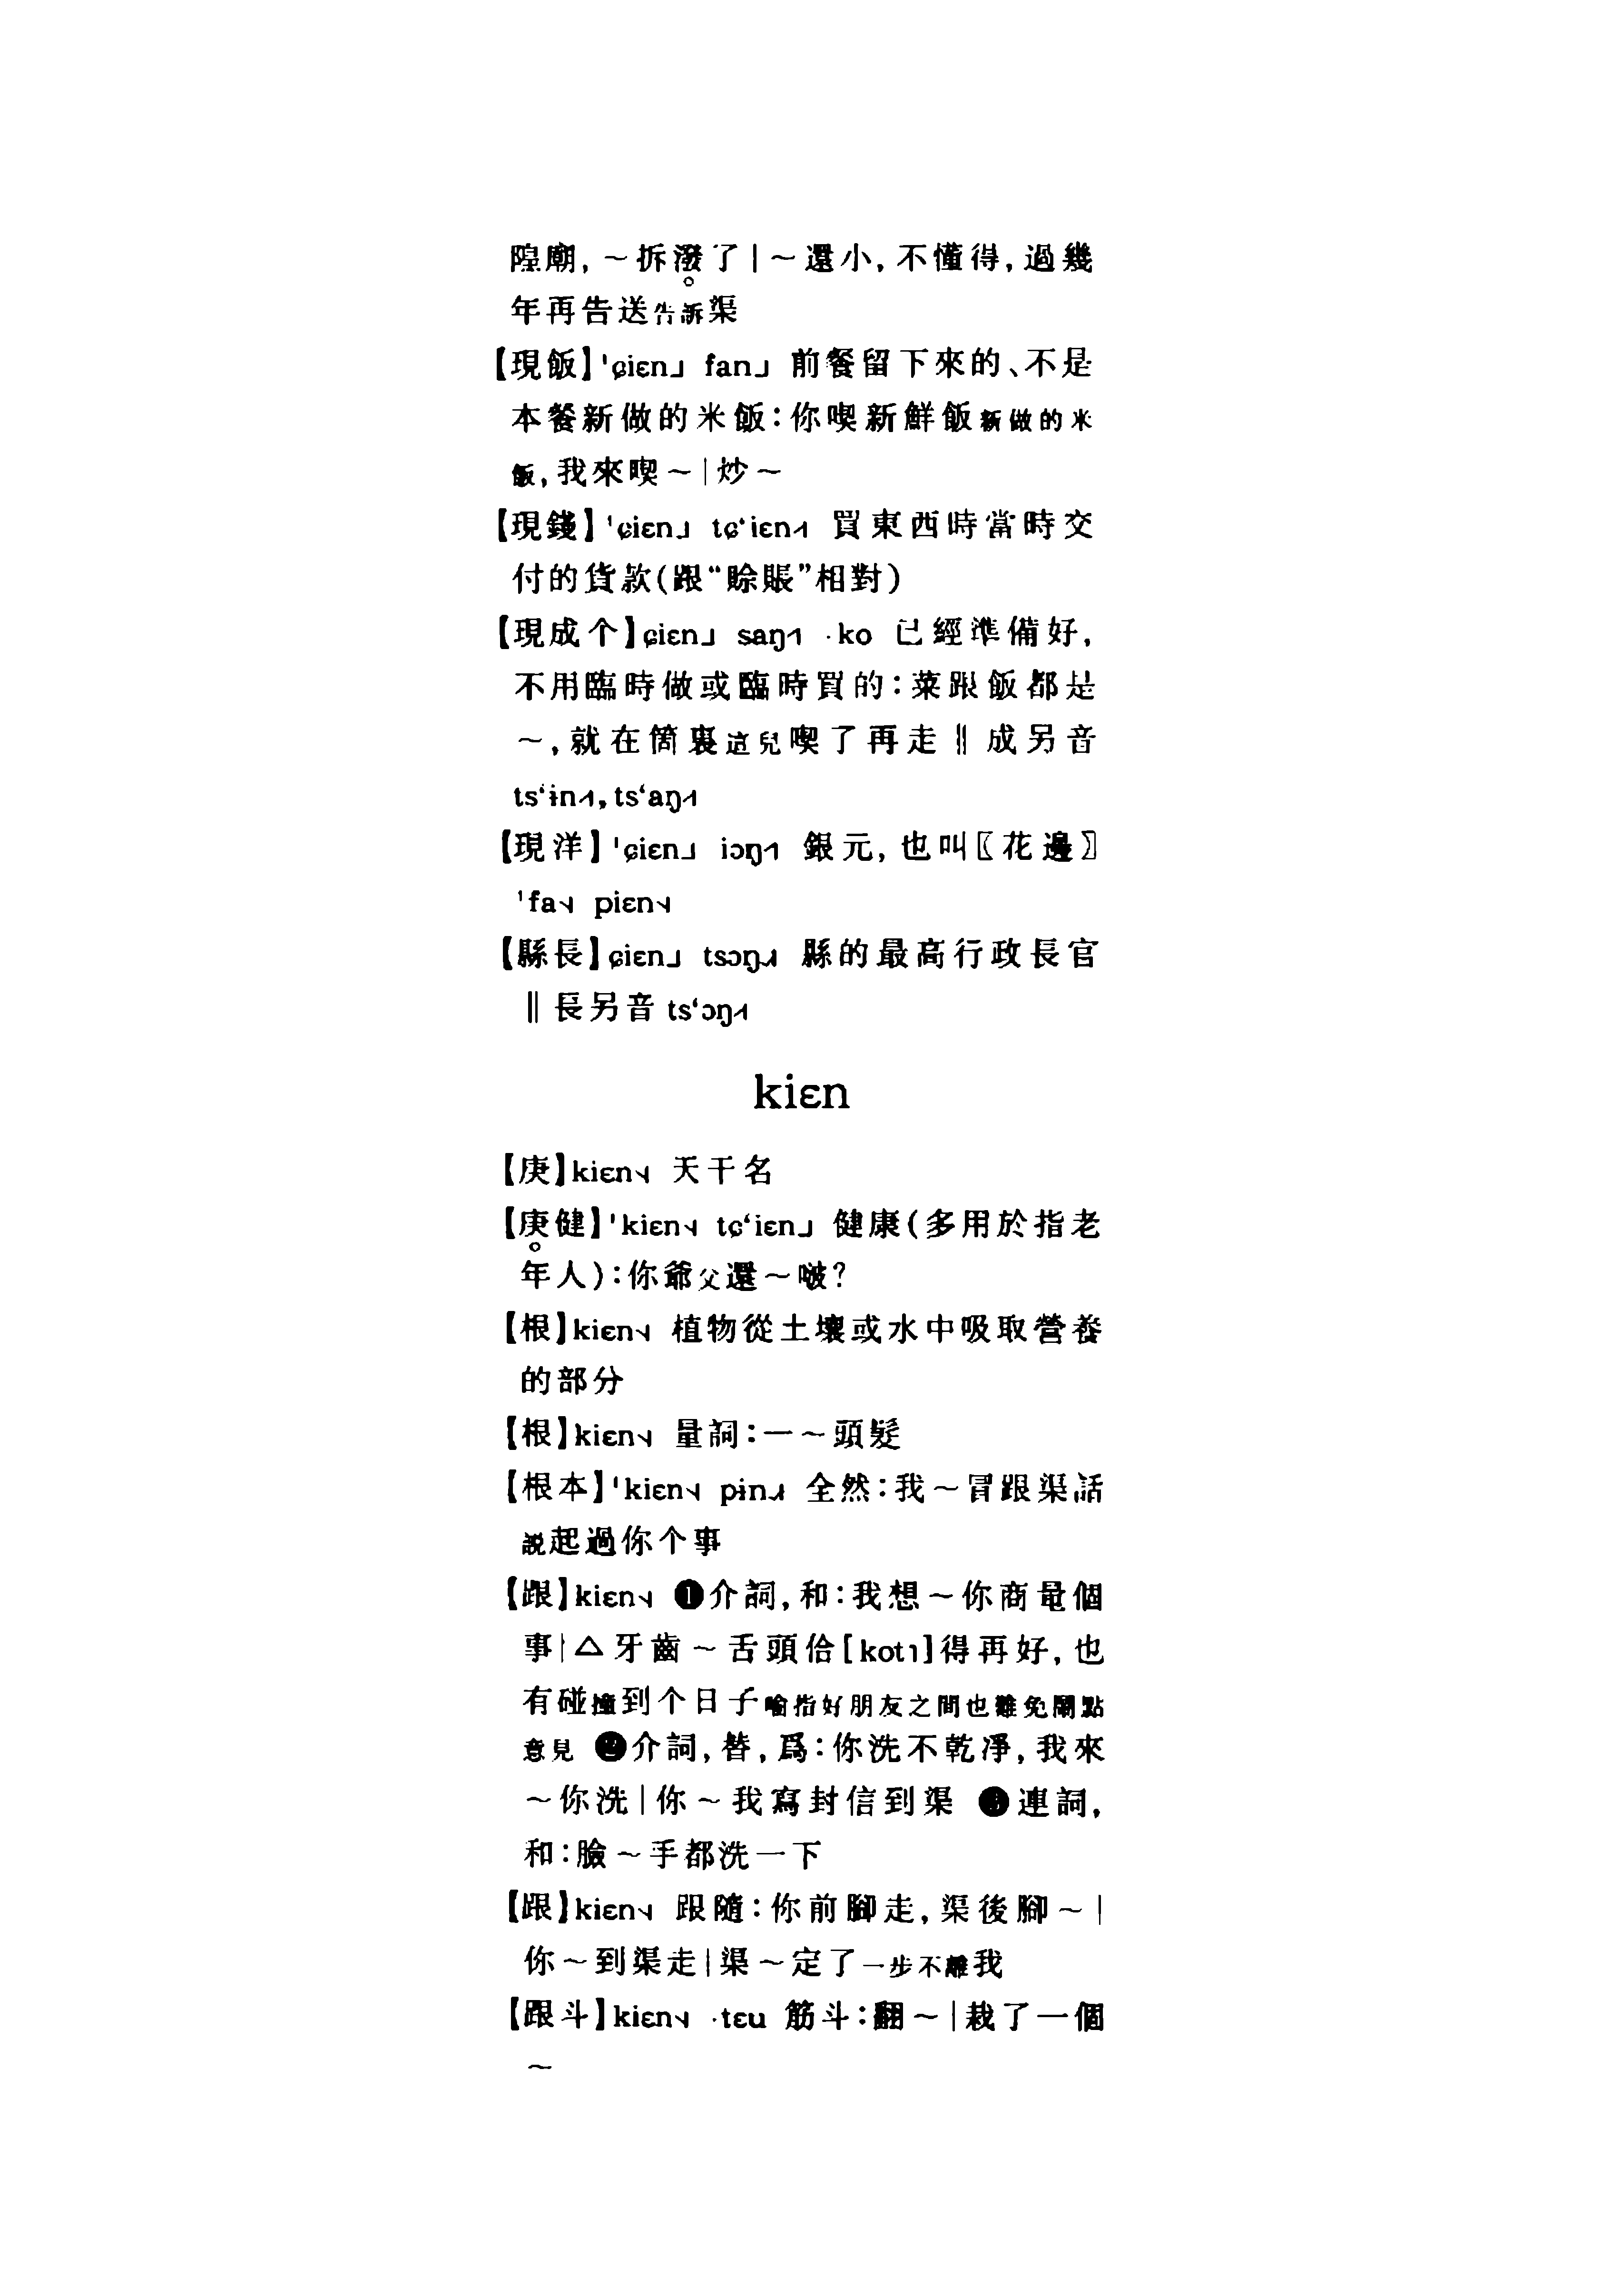 隍廟,～拆潑了|～還小,不懂得,過幾
年再告送告訴渠
【現飯】ˈɕiɛn˩ fan˩ 前餐留下來的、不是
本餐新做的米飯:你喫新鮮飯新做的米
飯,我來喫～|炒～
【現錢】ˈɕiɛn˩ tɕ‘iɛn˧˥ 買東西時當時交
付的貨款(跟“賒賬”相對)
【現成个】ɕiɛn˩ saŋ˧˥ ·ko 已經準備好,
不用臨時做或臨時買的:菜跟飯都是
～,就在箇裏這兒喫了再走‖成另音
ts‘ɨn˧˥, ts‘aŋ˧˥
【現洋】ˈɕiɛn˩ iɔŋ˧˥ 銀元,也叫〖花邊〗
ˈfa˦˨ piɛn˦˨
【縣長】ɕiɛn˩ tsɔŋ˨˩˧ 縣的最高行政長官
‖長另音 ts‘ɔŋ˧˥
kiɛn
【庚】kiɛn˦˨ 天干名
【庚健】ˈkiɛn˦˨ tɕ‘iɛn˩ 健康(多用於指老
年人):你爺父還～啵?
【根】kiɛn˦˨ 植物從土壤或水中吸取營養
的部分
【根】kiɛn˦˨ 量詞:一～頭髮
【根本】ˈkiɛn˦˨ pɨn˨˩˧ 全然:我～冒跟渠話
說起過你个事
【跟】kiɛn˦˨ ❶介詞,和:我想～你商量個
事|△牙齒～舌頭佮[kot˥]得再好,也
有碰撞到个日子喻指好朋友之間也難免鬧點
意見 ❷介詞,替,爲:你洗不乾凈,我來
～你洗|你～我寫封信到渠 ❸連詞,
和:臉～手都洗一下
【跟】kiɛn˦˨ 跟隨:你前腳走,渠後腳～|
你～到渠走|渠～定了一步不離我
【跟斗】kiɛn˦˨ ·tɛu 筋斗:翻～|栽了一個
～